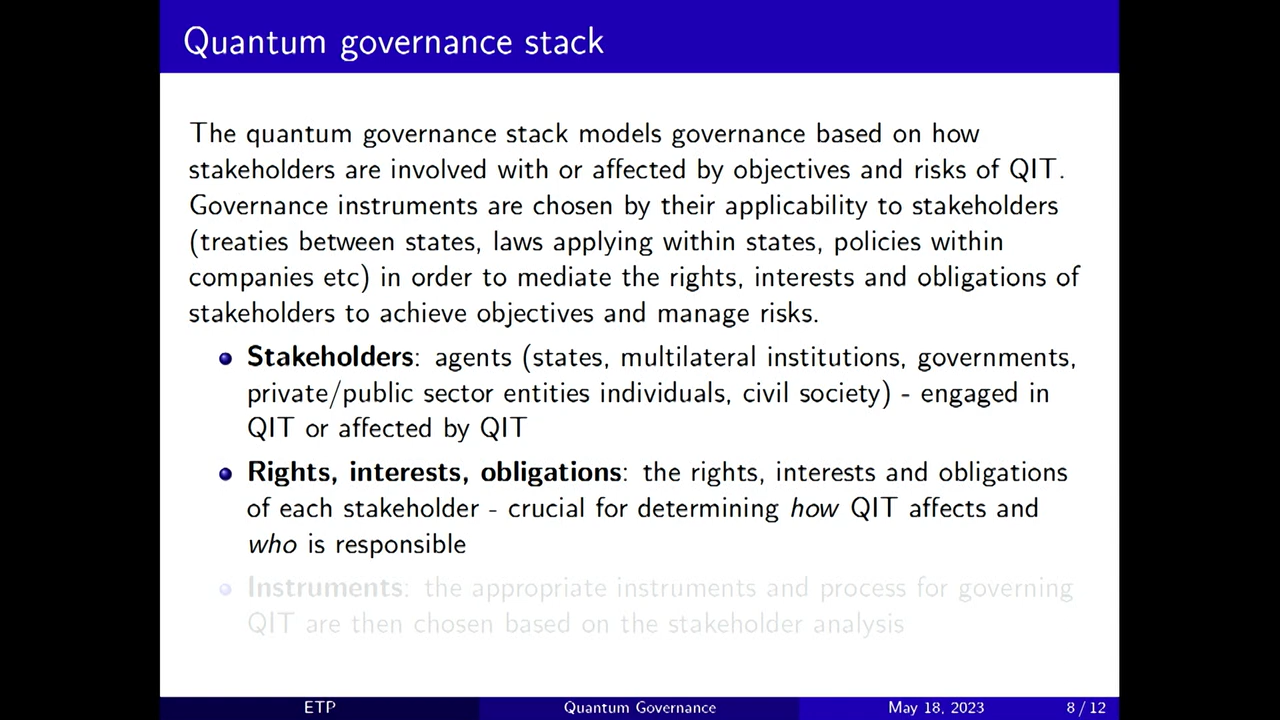 Quantum governance stack
The quantum governance stack models governance based on how
stakeholders are involved with or affected by objectives and risks of QIT.
Governance instruments are chosen by their applicability to stakeholders
(treaties between states, laws applying within states, policies within
companies etc) in order to mediate the rights, interests and obligations of
stakeholders to achieve objectives and manage risks.
Stakeholders: agents (states, multilateral institutions, governments,
private/public sector entities individuals, civil society) - engaged in
QIT or affected by QIT
Rights, interests, obligations: the rights, interests and obligations
of each stakeholder - crucial for determining how QIT affects and
who is responsible
Instruments: the appropriate instruments and process for governing
QIT are then chosen based on the stakeholder analysis
ETP Quantum Governance May 18, 2023 8 / 12